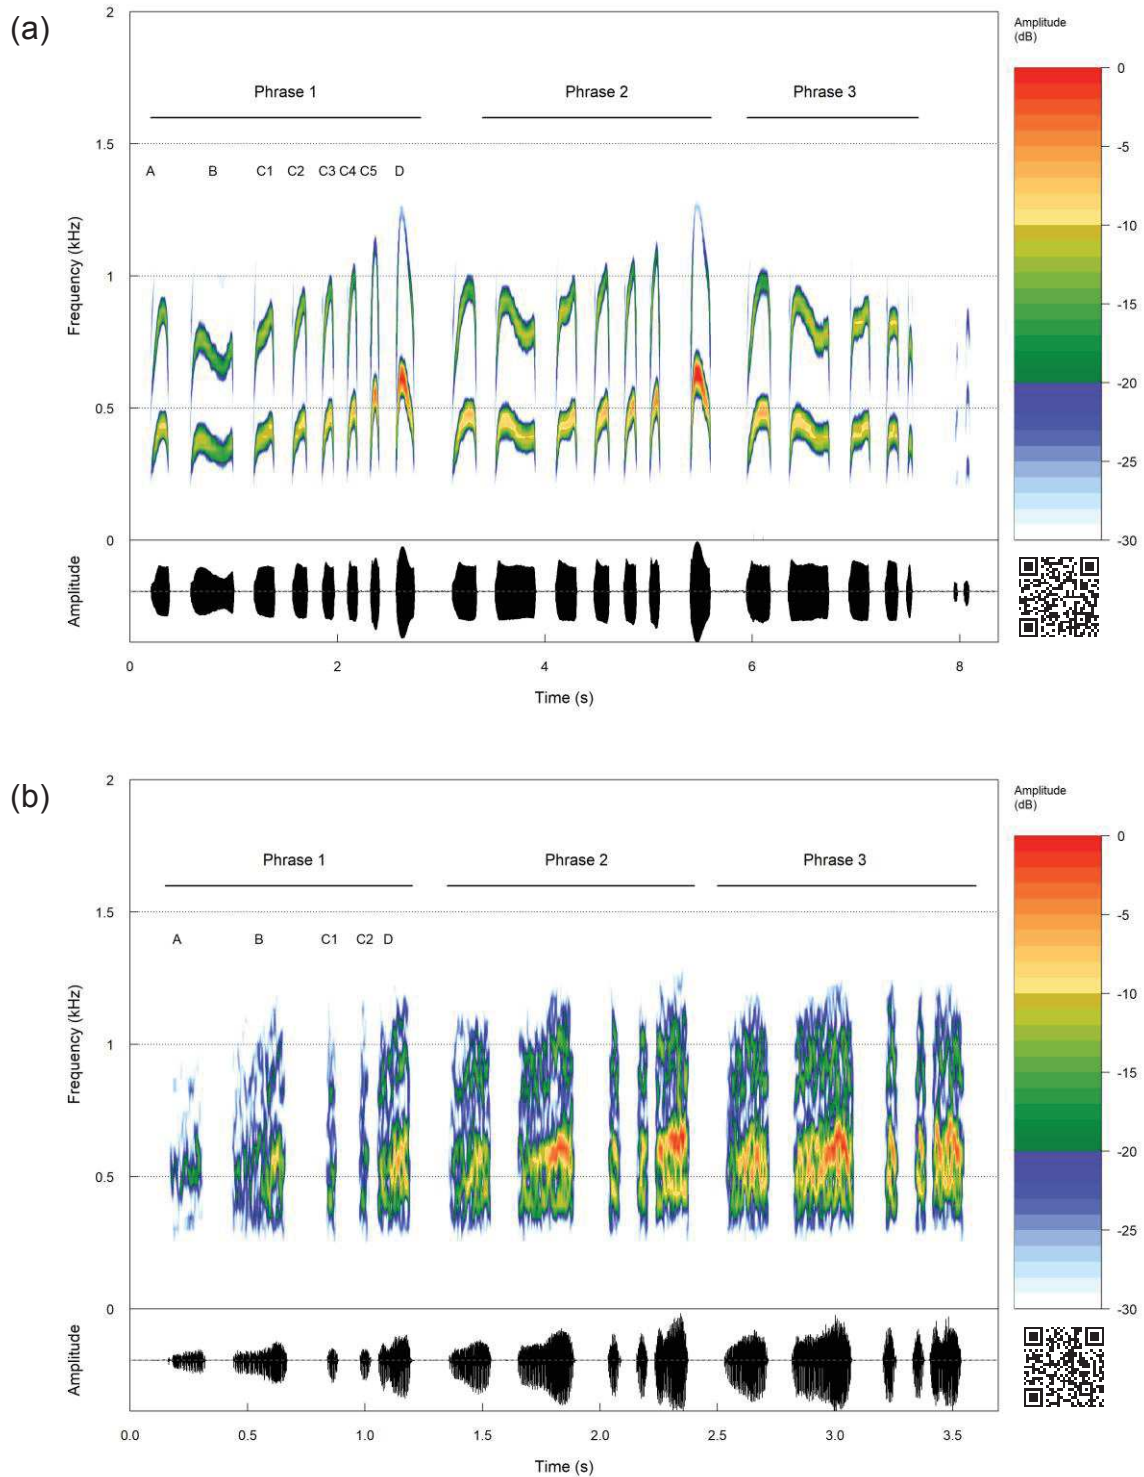 (a)
Amplitude
(dB)
Phrase 1 Phrase 2 Phrase 3
A B C1 C2 C3 C4 C5 D
Frequency (kHz)
2
1.5
1
0.5
0
0
-5
-10
-15
-20
-25
-30
Amplitude
0 2 4 6 8
Time (s)
(b)
Amplitude
(dB)
Phrase 1 Phrase 2 Phrase 3
A B C1 C2 D
Frequency (kHz)
2
1.5
1
0.5
0
0
-5
-10
-15
-20
-25
-30
Amplitude
0.0 0.5 1.0 1.5 2.0 2.5 3.0 3.5
Time (s)